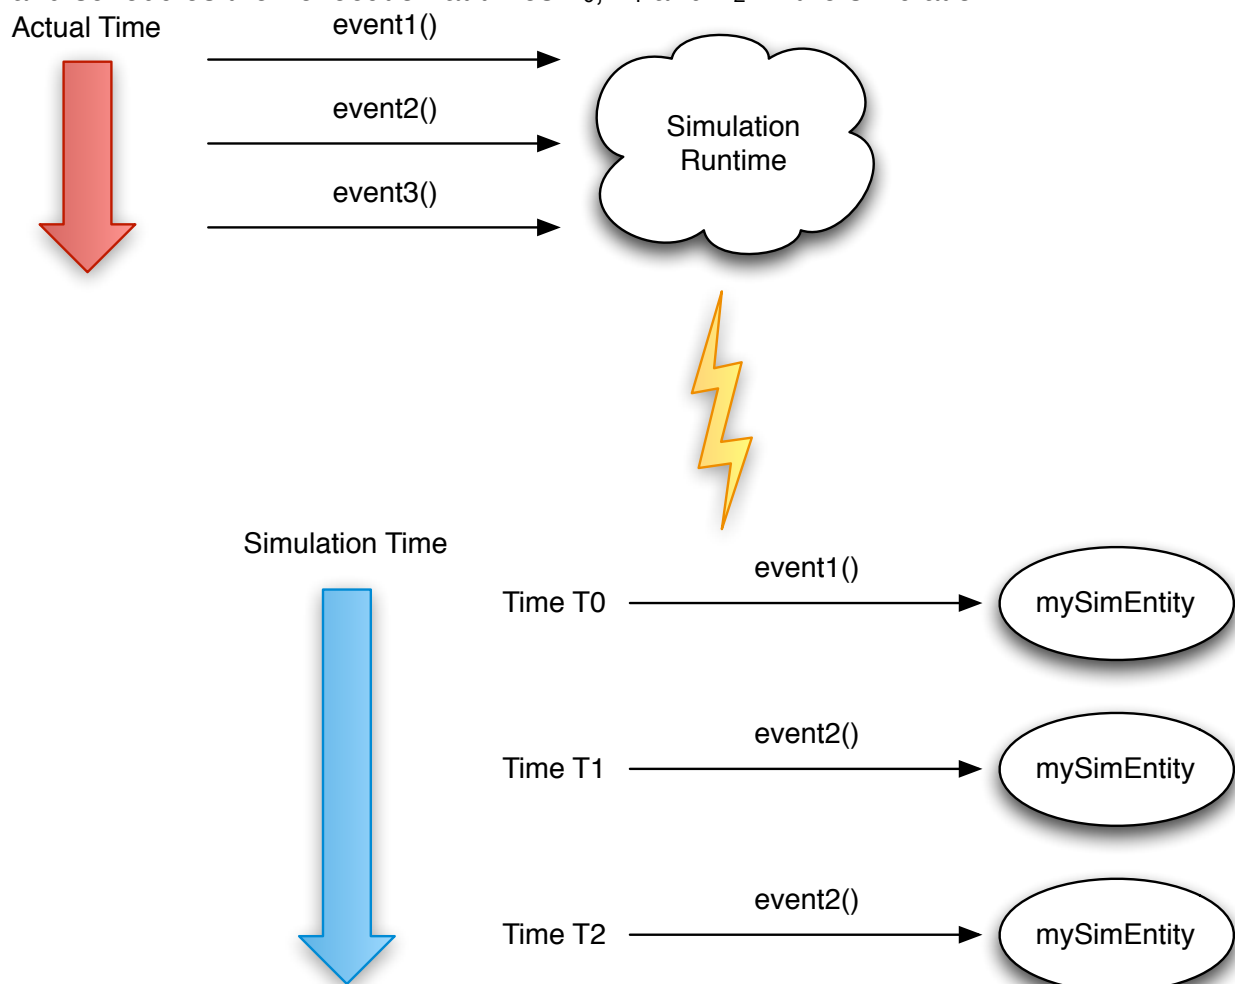 Actual Time
event1()
event2()
event3()
Simulation
Runtime
Simulation Time
Time T0
event1()
mySimEntity
Time T1
event2()
mySimEntity
Time T2
event2()
mySimEntity